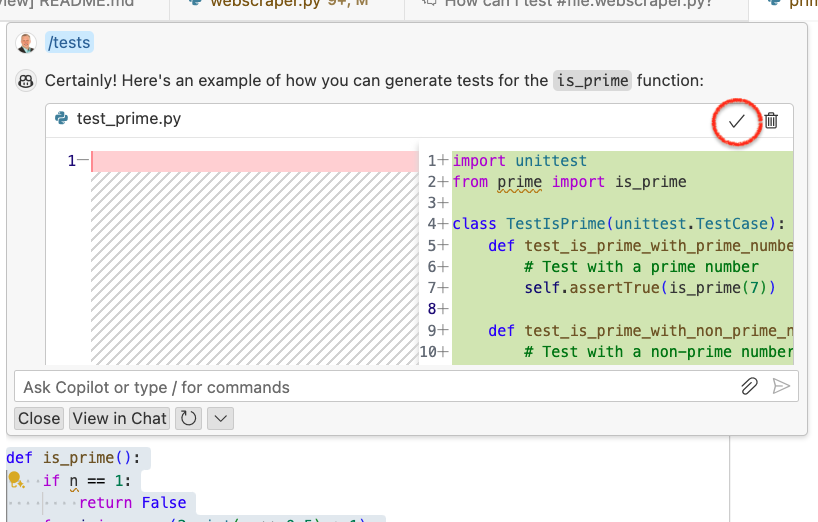 view] README.md webscraper.py 9+, M How can I test #file:webscraper.py?
/tests
Certainly! Here's an example of how you can generate tests for the is_prime function:
test_prime.py
1−
1+ import unittest
2+ from prime import is_prime
3+
4+ class TestIsPrime(unittest.TestCase):
5+ def test_is_prime_with_prime_numbe
6+ # Test with a prime number
7+ self.assertTrue(is_prime(7))
8+
9+ def test_is_prime_with_non_prime_n
10+ # Test with a non-prime number
Ask Copilot or type / for commands
Close View in Chat
def is_prime():
if n == 1:
return False